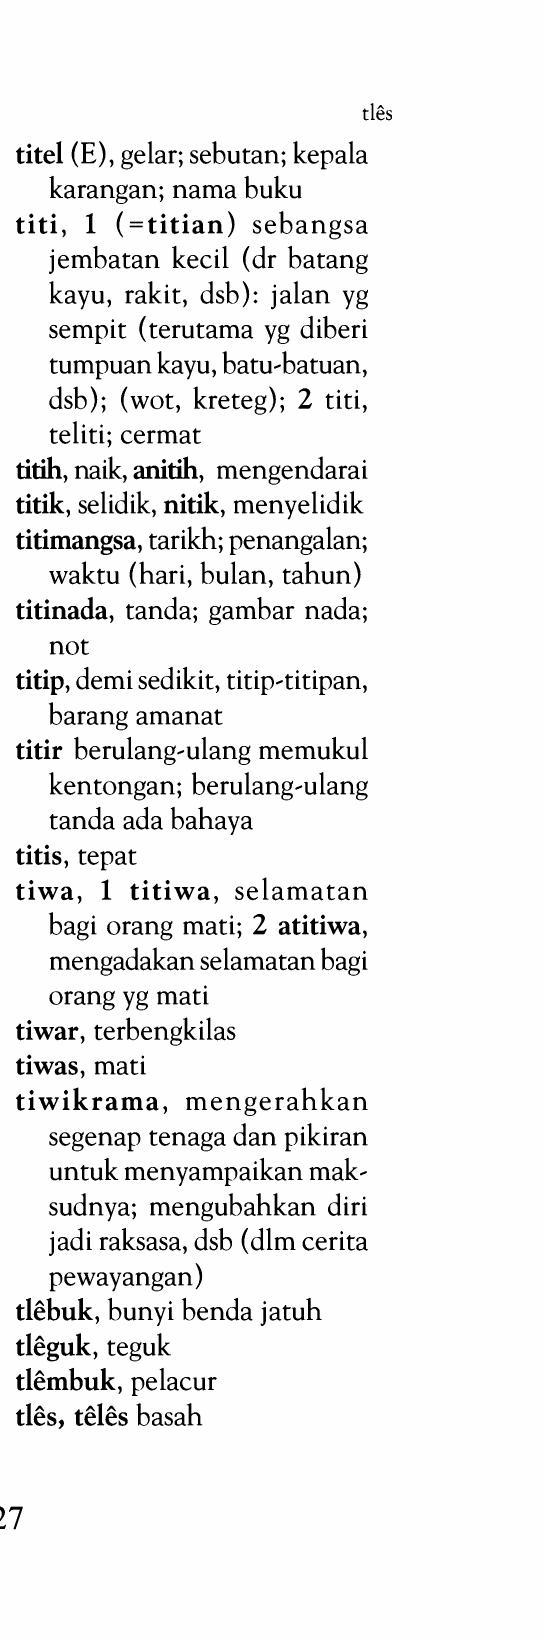 tlês
titel (E), gelar; sebutan; kepala
karangan; nama buku
titi, 1 (=titian) sebangsa
jembatan kecil (dr batang
kayu, rakit, dsb): jalan yg
sempit (terutama yg diberi
tumpuan kayu, batu-batuan,
dsb); (wot, kreteg); 2 titi,
teliti; cermat
titih, naik, anitih, mengendarai
titik, selidik, nitik, menyelidik
titimangsa, tarikh; penangalan;
waktu (hari, bulan, tahun)
titinada, tanda; gambar nada;
not
titip, demi sedikit, titip-titipan,
barang amanat
titir berulang-ulang memukul
kentongan; berulang-ulang
tanda ada bahaya
titis, tepat
tiwa, 1 titiwa, selamatan
bagi orang mati; 2 atitiwa,
mengadakan selamatan bagi
orang yg mati
tiwar, terbengkilas
tiwas, mati
tiwikrama, mengerahkan
segenap tenaga dan pikiran
untuk menyampaikan mak-
sudnya; mengubahkan diri
jadi raksasa, dsb (dlm cerita
pewayangan)
tlêbuk, bunyi benda jatuh
tlêguk, teguk
tlêmbuk, pelacur
tlês, têlês basah
27